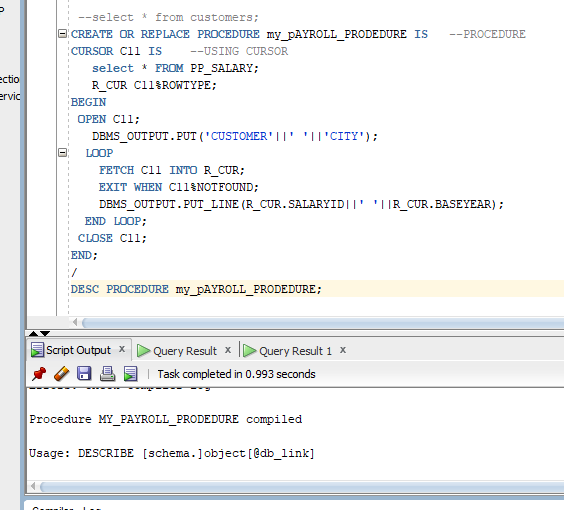 --select * from customers;
CREATE OR REPLACE PROCEDURE my_pAYROLL_PRODEDURE IS   --PROCEDURE
CURSOR C11 IS    --USING CURSOR
ectio
select * FROM PP_SALARY;
ervic
R_CUR C11%ROWTYPE;
BEGIN
OPEN C11;
DBMS_OUTPUT.PUT('CUSTOMER'||' '||'CITY');
LOOP
FETCH C11 INTO R_CUR;
EXIT WHEN C11%NOTFOUND;
DBMS_OUTPUT.PUT_LINE(R_CUR.SALARYID||' '||R_CUR.BASEYEAR);
END LOOP;
CLOSE C11;
END;
/
DESC PROCEDURE my_pAYROLL_PRODEDURE;
Script Output x Query Result x Query Result 1 x
Task completed in 0.993 seconds
Procedure MY_PAYROLL_PRODEDURE compiled
Usage: DESCRIBE [schema.]object[@db_link]